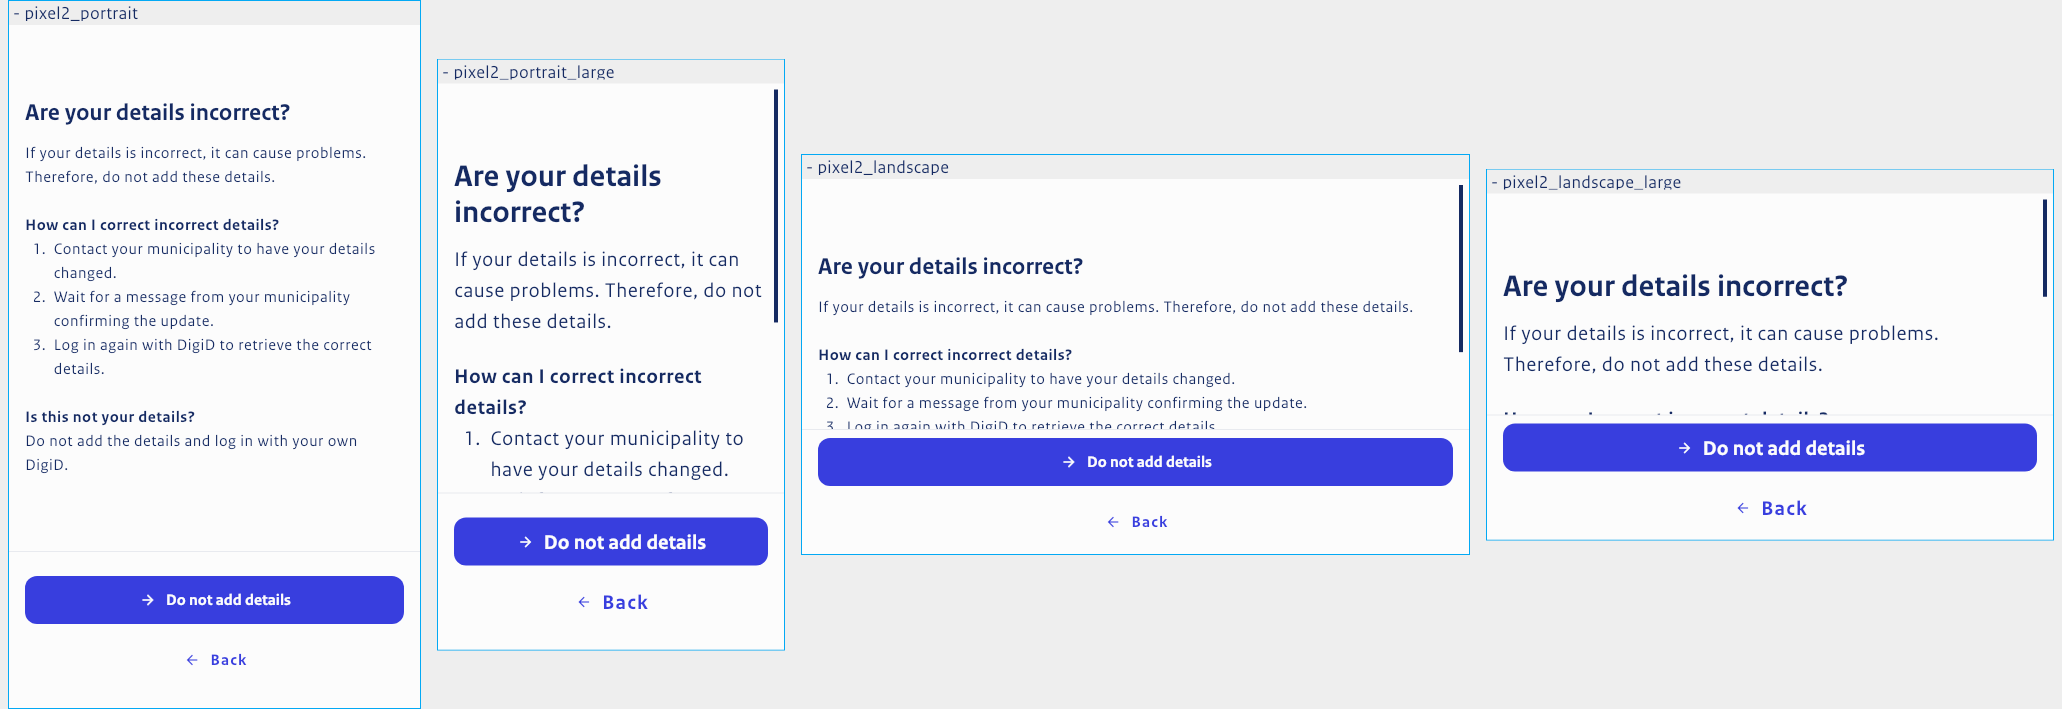 - pixel2_portrait
Are your details incorrect?
If your details is incorrect, it can cause problems.
Therefore, do not add these details.
How can I correct incorrect details?
1. Contact your municipality to have your details
changed.
2. Wait for a message from your municipality
confirming the update.
3. Log in again with DigiD to retrieve the correct
details.
Is this not your details?
Do not add the details and log in with your own
DigiD.
→ Do not add details
← Back
- pixel2_portrait_large
Are your details
incorrect?
If your details is incorrect, it can
cause problems. Therefore, do not
add these details.
How can I correct incorrect
details?
1. Contact your municipality to
have your details changed.
→ Do not add details
← Back
- pixel2_landscape
Are your details incorrect?
If your details is incorrect, it can cause problems. Therefore, do not add these details.
How can I correct incorrect details?
1. Contact your municipality to have your details changed.
2. Wait for a message from your municipality confirming the update.
3. Log in again with DigiD to retrieve the correct details.
→ Do not add details
← Back
- pixel2_landscape_large
Are your details incorrect?
If your details is incorrect, it can cause problems.
Therefore, do not add these details.
→ Do not add details
← Back